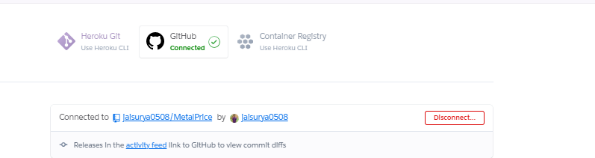 Heroku Git
Use Heroku CLI
GitHub
Connected
Container Registry
Use Heroku CLI
Connected to jaisurya0508/MetalPrice by jaisurya0508
Disconnect...
Releases in the activity feed link to GitHub to view commit diffs